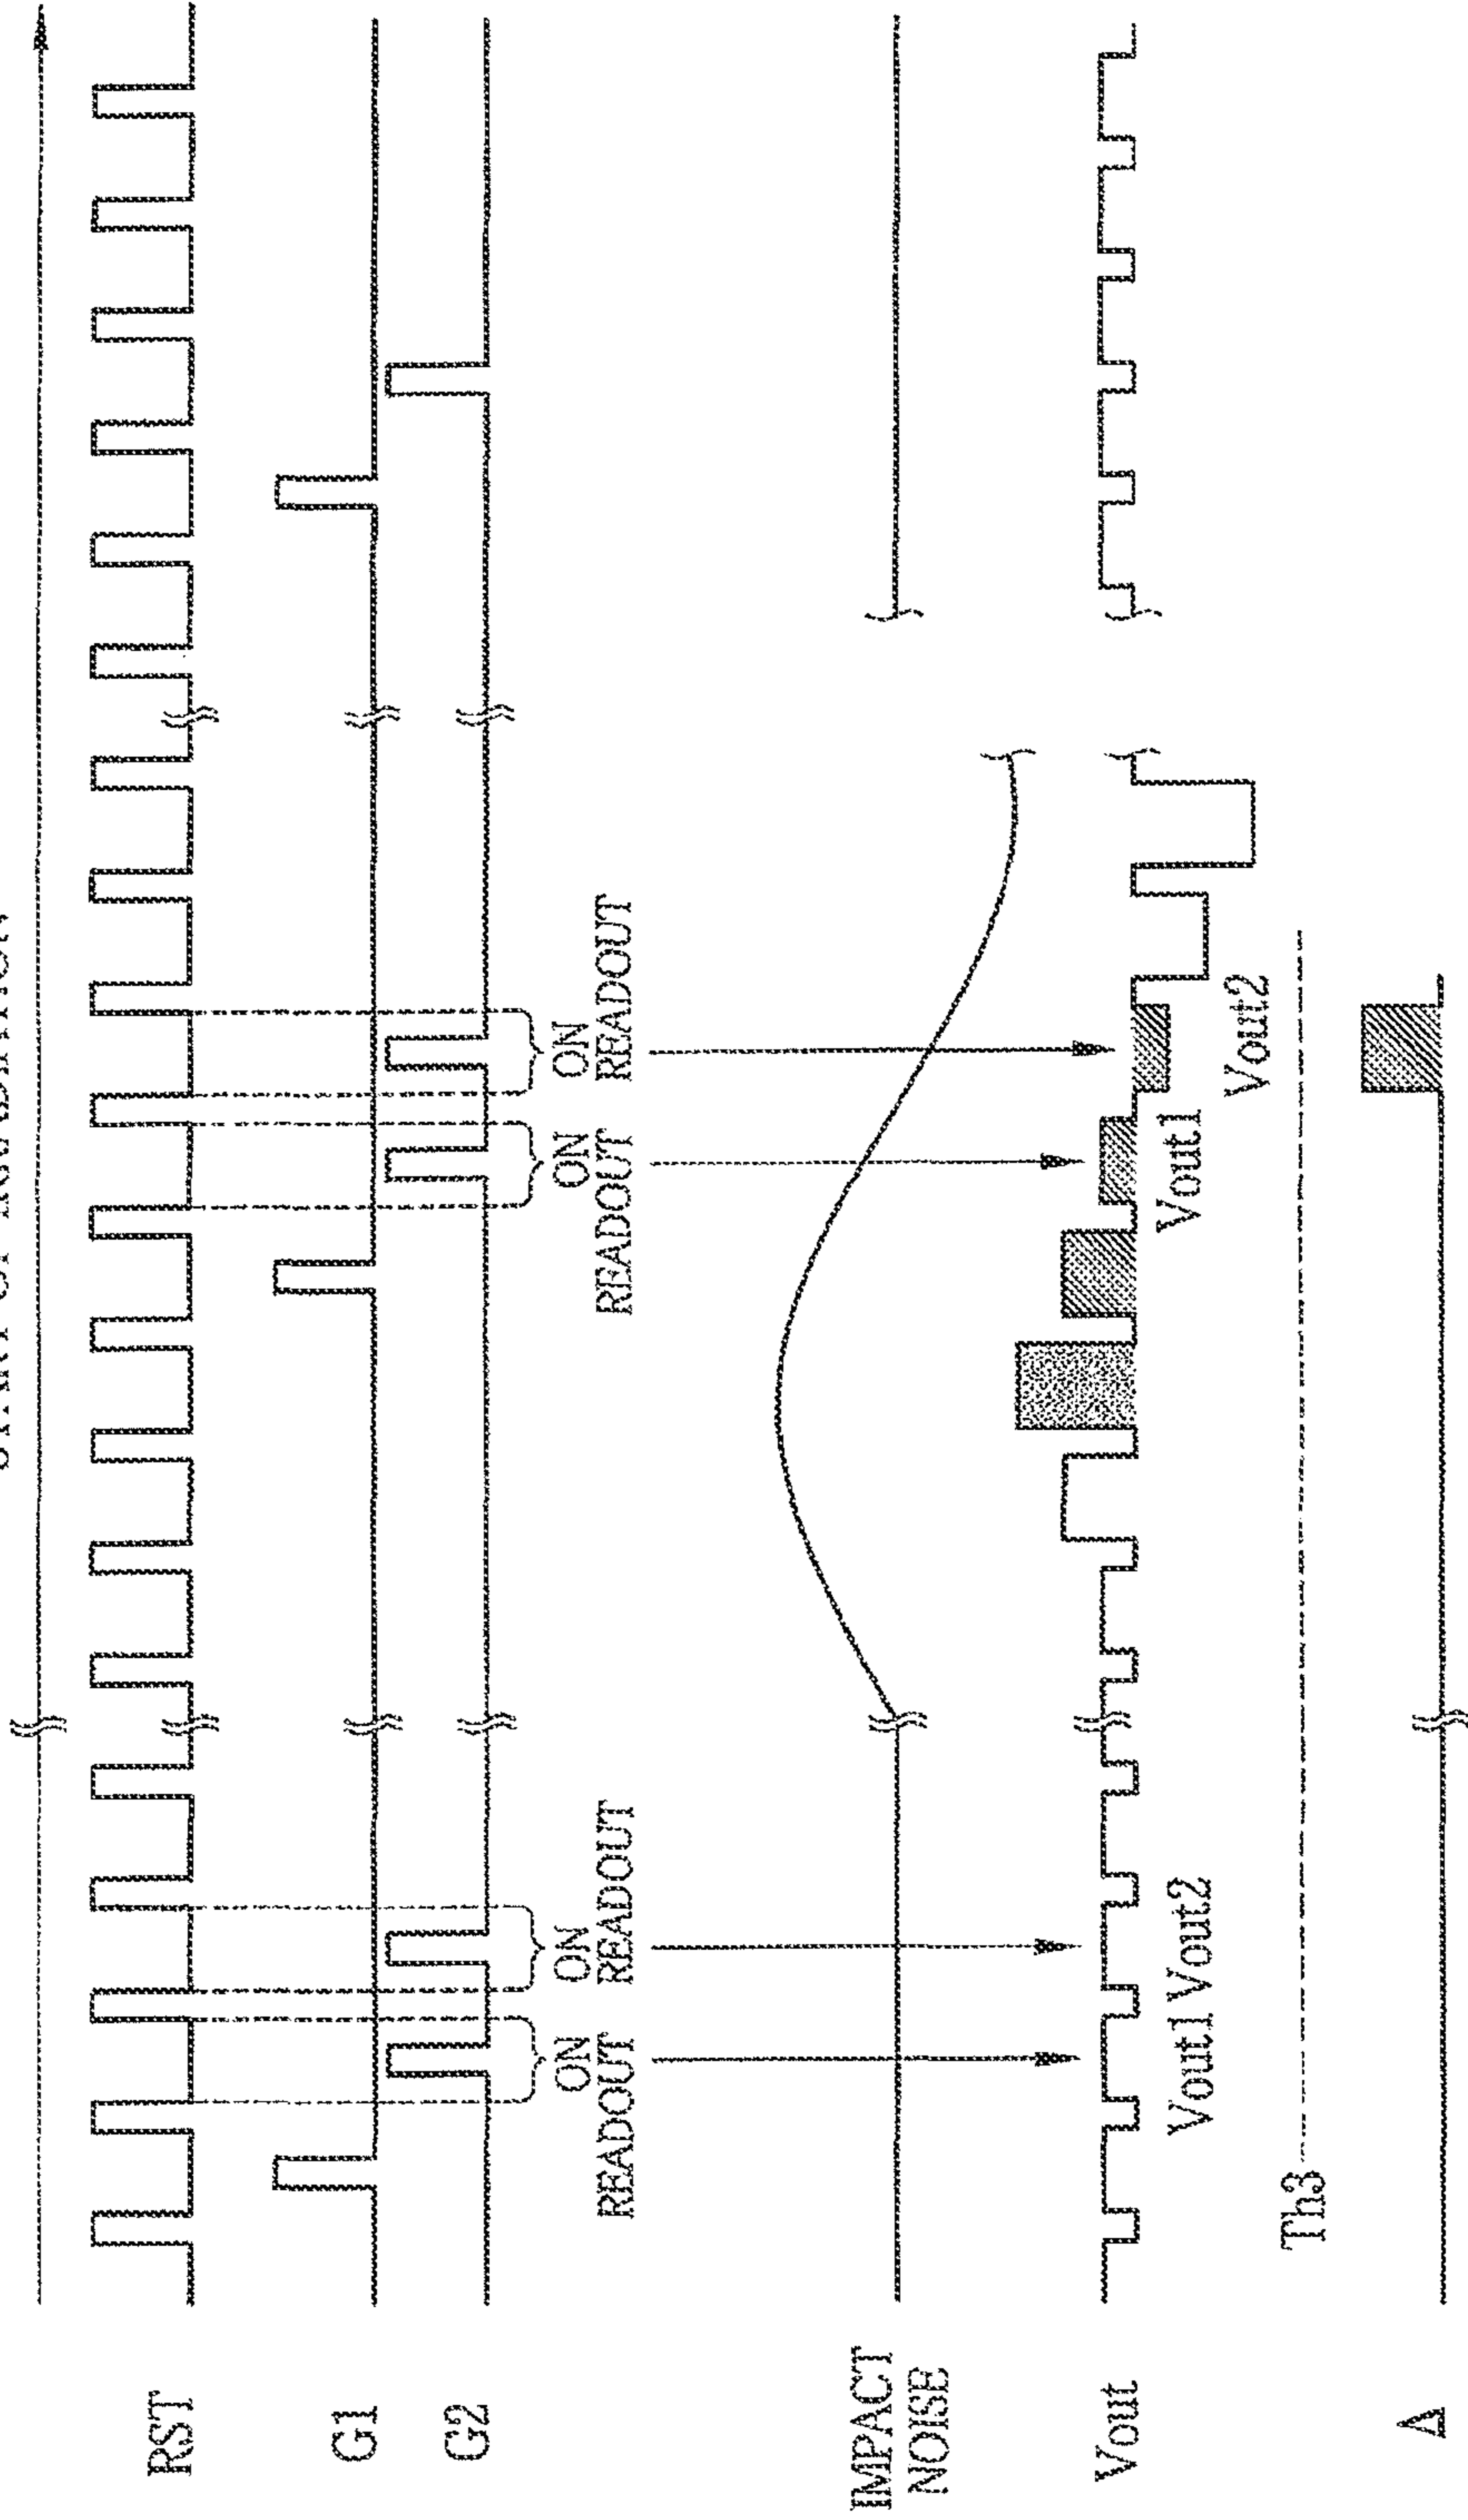 RST
G1
G2
ON
READOUT
ON
READOUT
ON
READOUT
ON
READOUT
IMPACT
NOISE
Vout
Vout1 Vout2
Vout1
Vout2
Th3
Δ